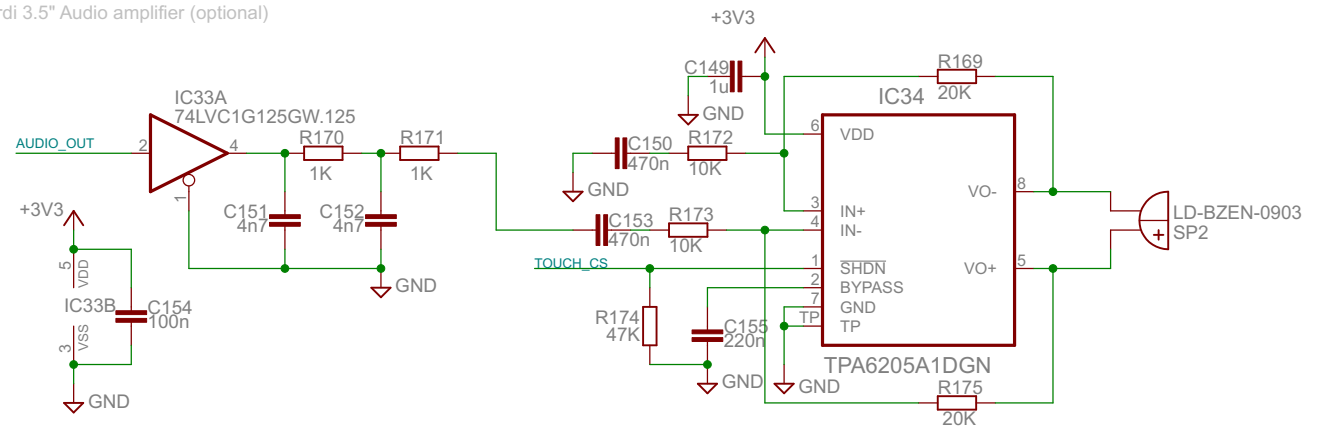 rdi 3.5" Audio amplifier (optional)
+3V3
C149
1u
GND
R169
20K
IC34
IC33A
74LVC1G125GW.125
AUDIO_OUT
2
4
1
R170
1K
R171
1K
C150
470n
R172
10K
GND
6
VDD
3
IN+
4
IN-
1
SHDN
2
BYPASS
7
GND
TP
TP
VO-
8
VO+
5
LD-BZEN-0903
SP2
+3V3
C151
4n7
C152
4n7
C153
470n
R173
10K
TOUCH_CS
5
VDD
IC33B
C154
100n
3
VSS
GND
GND
R174
47K
C155
220n
GND
GND
TPA6205A1DGN
R175
20K